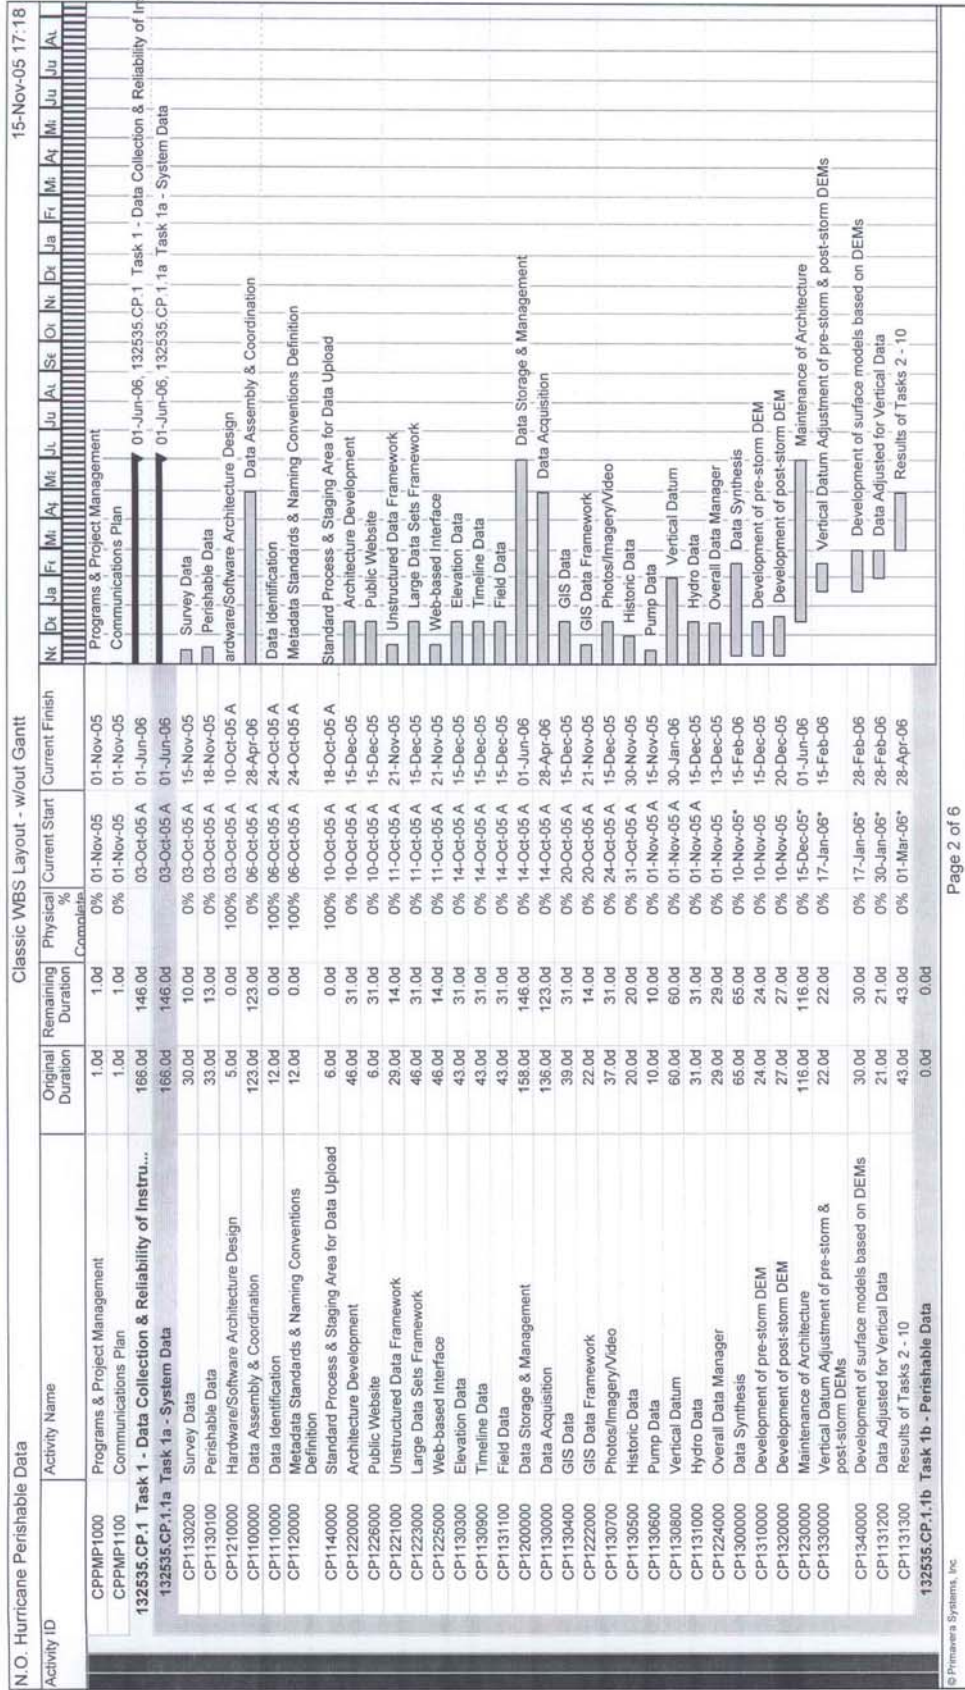 N.O. Hurricane Perishable Data Classic WBS Layout - w/out Gantt 15-Nov-05 17:18
Activity ID Activity Name Original Duration Remaining Duration Physical % Complete Current Start Current Finish
CPPMP1000 Programs & Project Management 1.0d 1.0d 0% 01-Nov-05 01-Nov-05
CPPMP1100 Communications Plan 1.0d 1.0d 0% 01-Nov-05 01-Nov-05
132535.CP.1 Task 1 - Data Collection & Reliability of Instru... 166.0d 146.0d 03-Oct-05 A 01-Jun-06
132535.CP.1.1a Task 1a - System Data 166.0d 146.0d 03-Oct-05 A 01-Jun-06
CP1130200 Survey Data 30.0d 10.0d 0% 03-Oct-05 A 15-Nov-05
CP1130100 Perishable Data 33.0d 13.0d 0% 03-Oct-05 A 18-Nov-05
CP1210000 Hardware/Software Architecture Design 5.0d 0.0d 100% 03-Oct-05 A 10-Oct-05 A
CP1100000 Data Assembly & Coordination 123.0d 123.0d 0% 06-Oct-05 A 28-Apr-06
CP1110000 Data Identification 12.0d 0.0d 100% 06-Oct-05 A 24-Oct-05 A
CP1120000 Metadata Standards & Naming Conventions Definition 12.0d 0.0d 100% 06-Oct-05 A 24-Oct-05 A
CP1140000 Standard Process & Staging Area for Data Upload 6.0d 0.0d 100% 10-Oct-05 A 18-Oct-05 A
CP1220000 Architecture Development 46.0d 31.0d 0% 10-Oct-05 A 15-Dec-05
CP1226000 Public Website 6.0d 31.0d 0% 10-Oct-05 A 15-Dec-05
CP1221000 Unstructured Data Framework 29.0d 14.0d 0% 11-Oct-05 A 21-Nov-05
CP1223000 Large Data Sets Framework 46.0d 31.0d 0% 11-Oct-05 A 15-Dec-05
CP1225000 Web-based Interface 46.0d 14.0d 0% 11-Oct-05 A 21-Nov-05
CP1130300 Elevation Data 43.0d 31.0d 0% 14-Oct-05 A 15-Dec-05
CP1130900 Timeline Data 43.0d 31.0d 0% 14-Oct-05 A 15-Dec-05
CP1131100 Field Data 43.0d 31.0d 0% 14-Oct-05 A 15-Dec-05
CP1200000 Data Storage & Management 158.0d 146.0d 0% 14-Oct-05 A 01-Jun-06
CP1130000 Data Acquisition 136.0d 123.0d 0% 14-Oct-05 A 28-Apr-06
CP1130400 GIS Data 39.0d 31.0d 0% 20-Oct-05 A 15-Dec-05
CP1222000 GIS Data Framework 22.0d 14.0d 0% 20-Oct-05 A 21-Nov-05
CP1130700 Photos/Imagery/Video 37.0d 31.0d 0% 24-Oct-05 A 15-Dec-05
CP1130500 Historic Data 20.0d 20.0d 0% 31-Oct-05 A 30-Nov-05
CP1130600 Pump Data 10.0d 10.0d 0% 01-Nov-05 A 15-Nov-05
CP1130800 Vertical Datum 60.0d 60.0d 0% 01-Nov-05 A 30-Jan-06
CP1131000 Hydro Data 31.0d 31.0d 0% 01-Nov-05 A 15-Dec-05
CP1224000 Overall Data Manager 29.0d 29.0d 0% 01-Nov-05 13-Dec-05
CP1300000 Data Synthesis 65.0d 65.0d 0% 10-Nov-05* 15-Feb-06
CP1310000 Development of pre-storm DEM 24.0d 24.0d 0% 10-Nov-05 15-Dec-05
CP1320000 Development of post-storm DEM 27.0d 27.0d 0% 10-Nov-05 20-Dec-05
CP1230000 Maintenance of Architecture 116.0d 116.0d 0% 15-Dec-05* 01-Jun-06
CP1330000 Vertical Datum Adjustment of pre-storm & post-storm DEMs 22.0d 22.0d 0% 17-Jan-06* 15-Feb-06
CP1340000 Development of surface models based on DEMs 30.0d 30.0d 0% 17-Jan-06* 28-Feb-06
CP1131200 Data Adjusted for Vertical Data 21.0d 21.0d 0% 30-Jan-06* 28-Feb-06
CP1131300 Results of Tasks 2 - 10 43.0d 43.0d 0% 01-Mar-06* 28-Apr-06
132535.CP.1.1b Task 1b - Perishable Data 0.0d 0.0d
Programs & Project Management
Communications Plan
01-Jun-06, 132535.CP.1 Task 1 - Data Collection & Reliability of In
01-Jun-06, 132535.CP.1.1a Task 1a - System Data
Survey Data
Perishable Data
ardware/Software Architecture Design
Data Assembly & Coordination
Data Identification
Metadata Standards & Naming Conventions Definition
Standard Process & Staging Area for Data Upload
Architecture Development
Public Website
Unstructured Data Framework
Large Data Sets Framework
Web-based Interface
Elevation Data
Timeline Data
Field Data
Data Storage & Management
Data Acquisition
GIS Data
GIS Data Framework
Photos/Imagery/Video
Historic Data
Pump Data
Vertical Datum
Hydro Data
Overall Data Manager
Data Synthesis
Development of pre-storm DEM
Development of post-storm DEM
Maintenance of Architecture
Vertical Datum Adjustment of pre-storm & post-storm DEMs
Development of surface models based on DEMs
Data Adjusted for Vertical Data
Results of Tasks 2 - 10
© Primavera Systems, Inc. Page 2 of 6